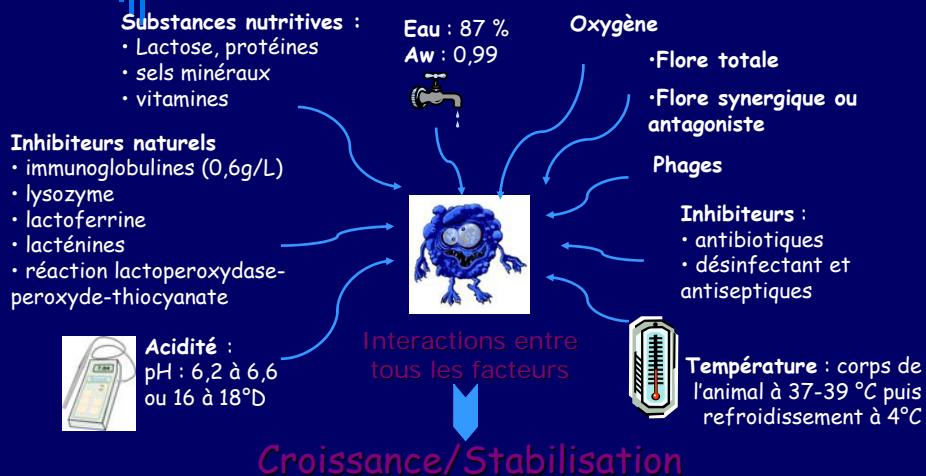 Substances nutritives :
• Lactose, protéines
• sels minéraux
• vitamines
Eau : 87 %
Aw : 0,99
Oxygène
•Flore totale
•Flore synergique ou
antagoniste
Phages
Inhibiteurs naturels
• immunoglobulines (0,6g/L)
• lysozyme
• lactoferrine
• lacténines
• réaction lactoperoxydase-
peroxyde-thiocyanate
Inhibiteurs :
• antibiotiques
• désinfectant et
antiseptiques
Acidité :
pH : 6,2 à 6,6
ou 16 à 18°D
Interactions entre
tous les facteurs
Température : corps de
l'animal à 37-39 °C puis
refroidissement à 4°C
Croissance/Stabilisation